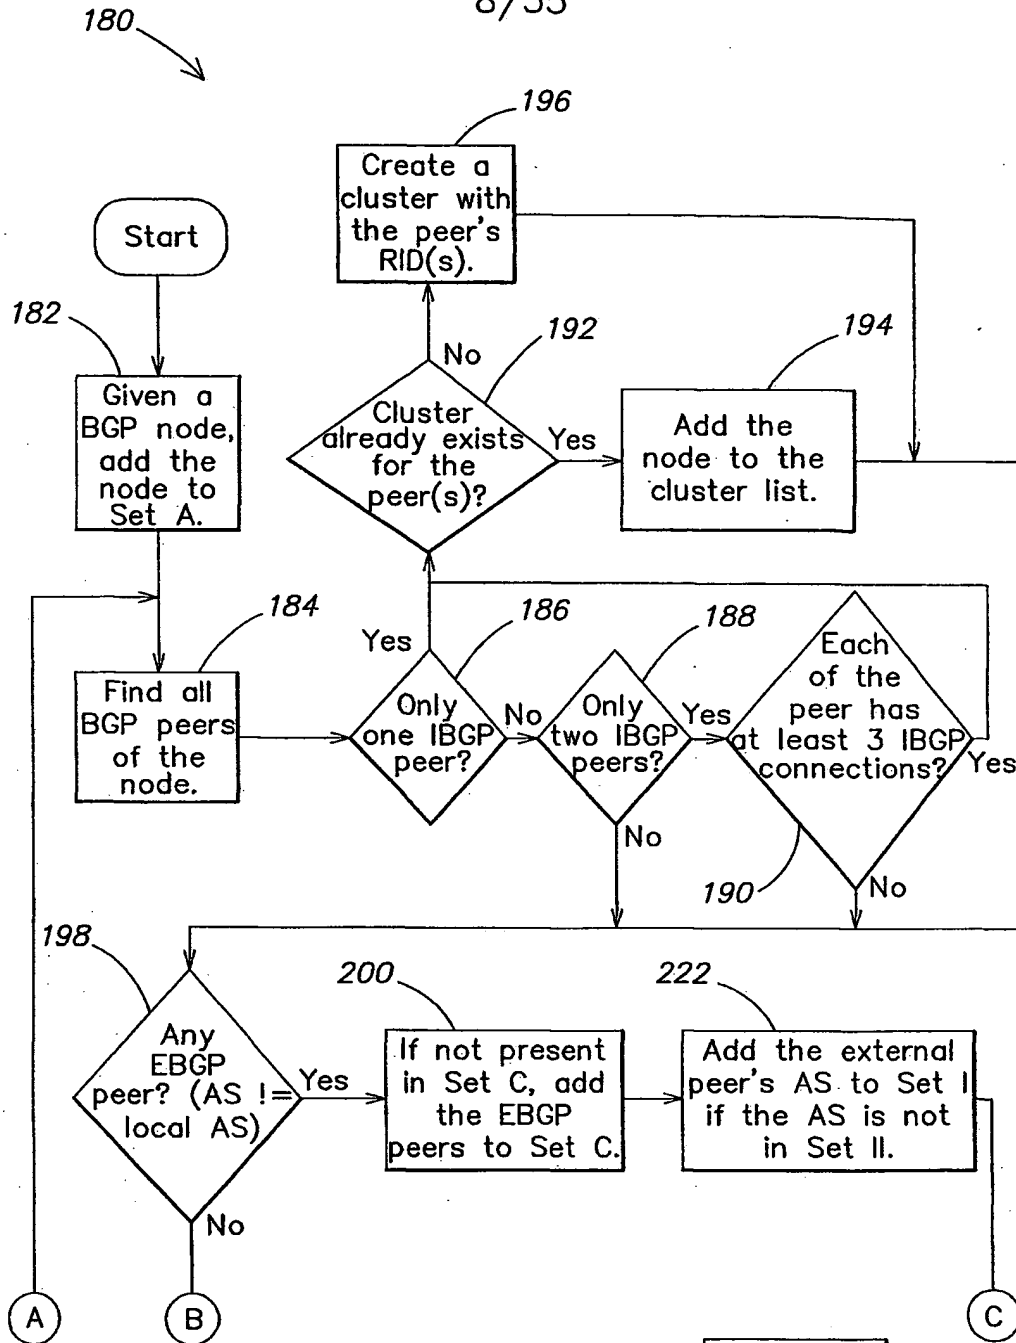 8/35
180
196
Create a
cluster with
the peer's
RID(s).
Start
182
Given a
BGP node,
add the
node to
Set A.
No
192
Cluster
already exists
for the
peer(s)?
Yes
194
Add the
node to the
cluster list.
184
Find all
BGP peers
of the
node.
Yes
186
Only
one IBGP
peer?
No
188
Only
two IBGP
peers?
Yes
No
Each
of the
peer has
at least 3 IBGP
connections?
Yes
190
No
198
Any
EBGP
peer? (AS !=
local AS)
Yes
No
200
If not present
in Set C, add
the EBGP
peers to Set C.
222
Add the external
peer's AS to Set I
if the AS is not
in Set II.
A
B
C